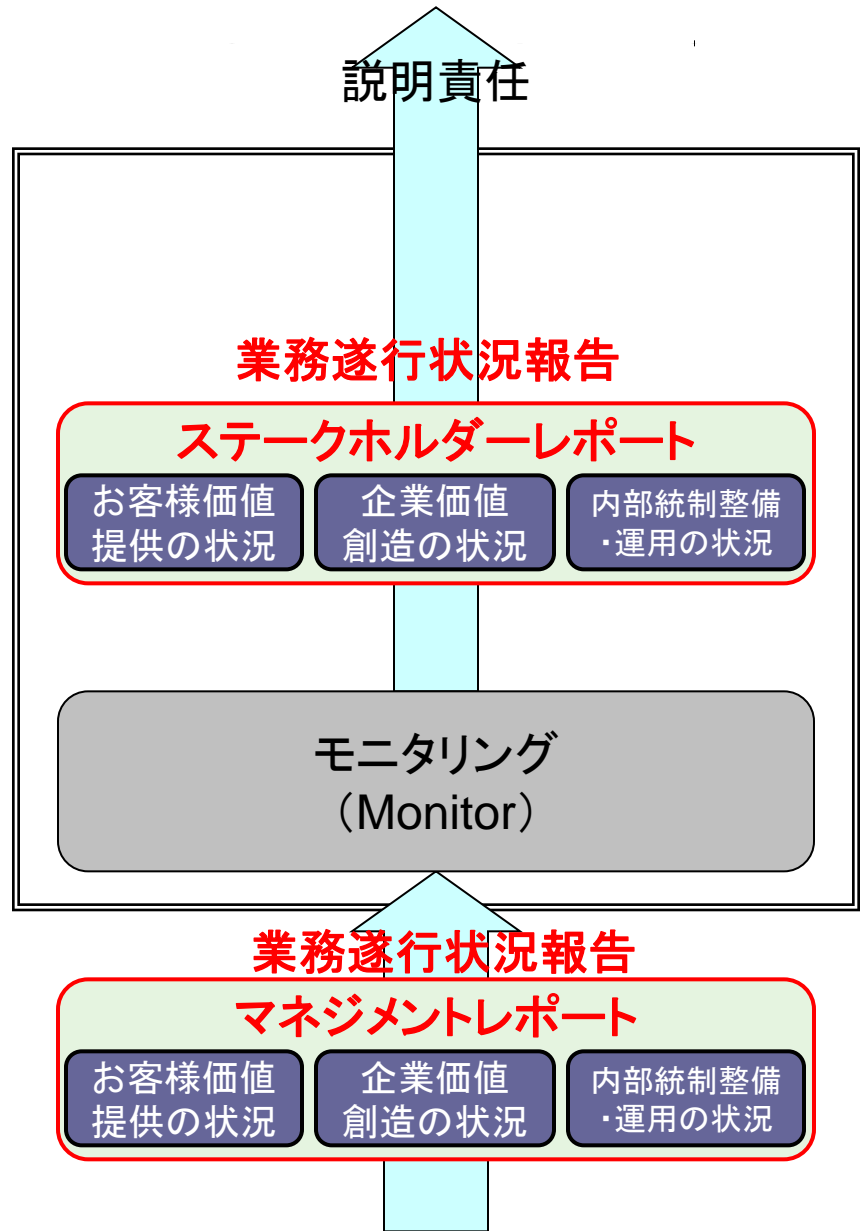 説明責任
業務遂行状況報告
ステークホルダーレポート
お客様価値
提供の状況
企業価値
創造の状況
内部統制整備
・運用の状況
モニタリング
（Monitor）
業務遂行状況報告
マネジメントレポート
お客様価値
提供の状況
企業価値
創造の状況
内部統制整備
・運用の状況